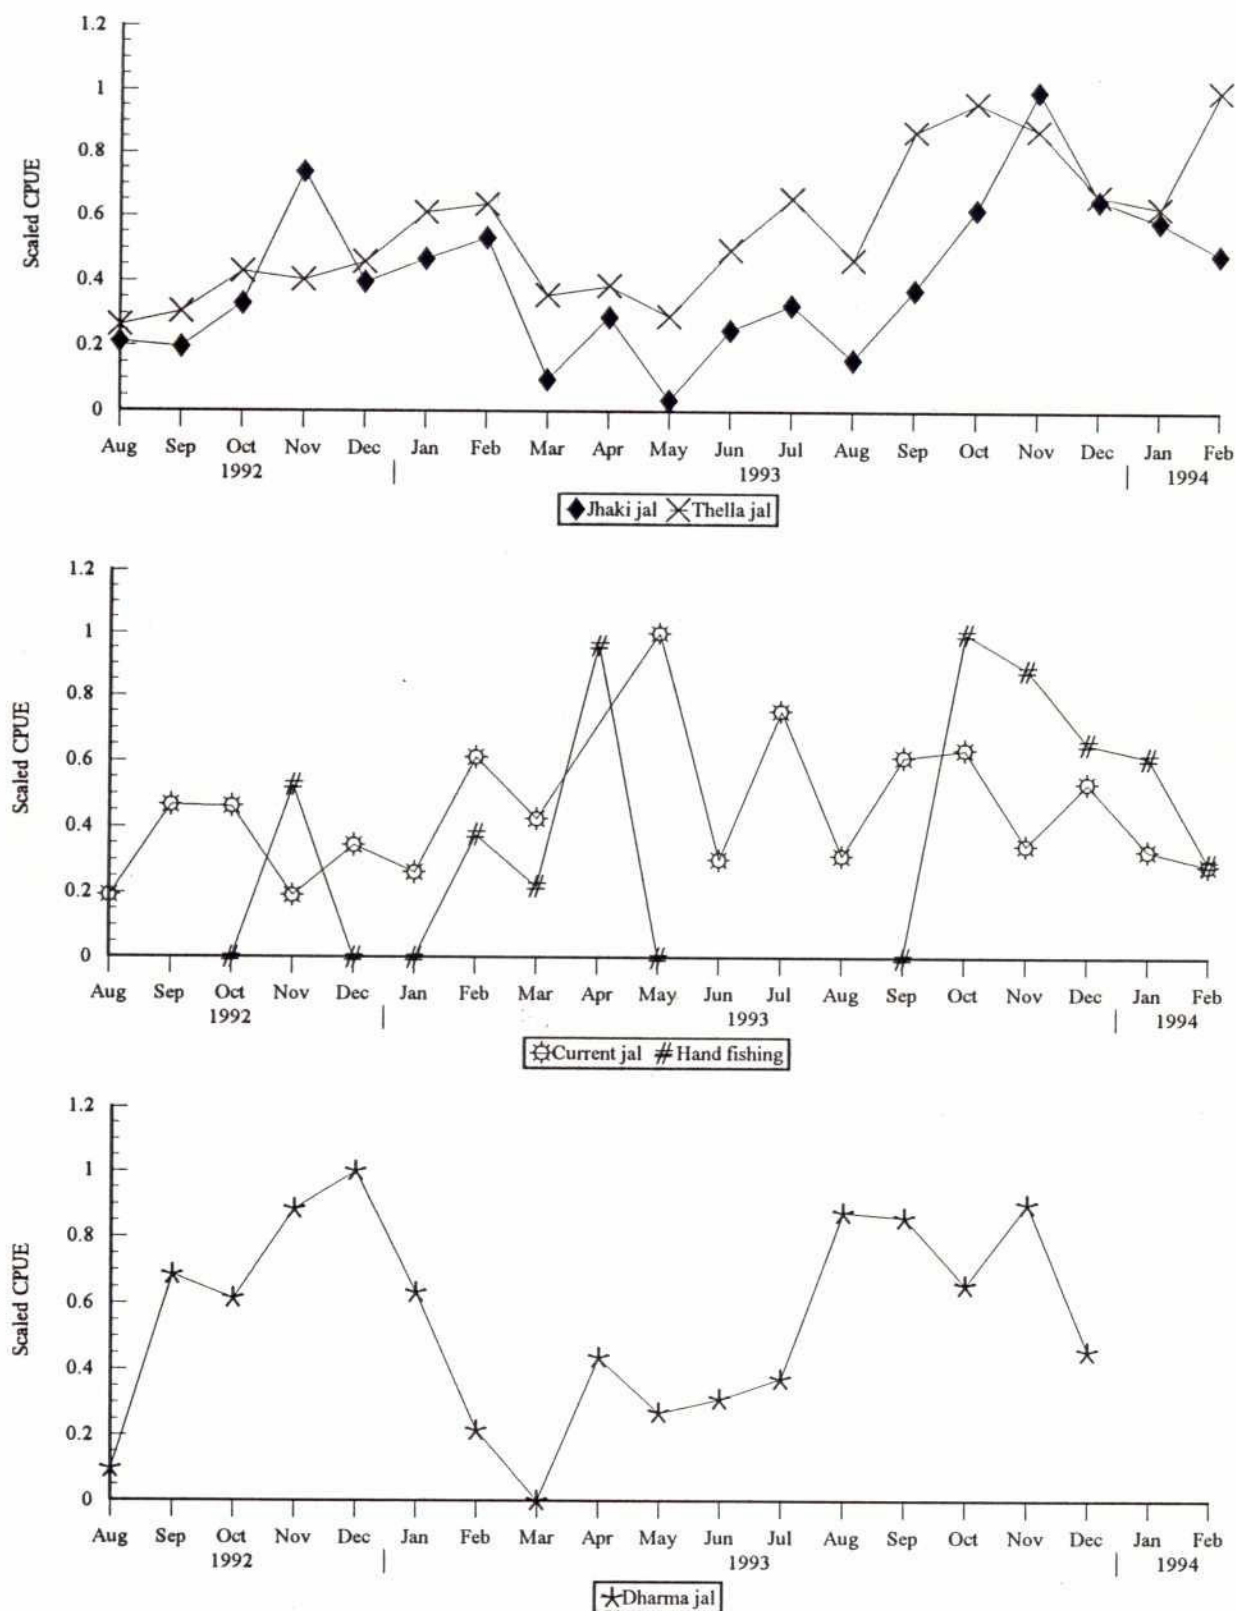 1.2
1
0.8
0.6
0.4
0.2
0
Scaled CPUE
Aug Sep Oct Nov Dec Jan Feb Mar Apr May Jun Jul Aug Sep Oct Nov Dec Jan Feb
1992 | 1993 | 1994
Jhaki jal Thella jal
1.2
1
0.8
0.6
0.4
0.2
0
Scaled CPUE
Aug Sep Oct Nov Dec Jan Feb Mar Apr May Jun Jul Aug Sep Oct Nov Dec Jan Feb
1992 | 1993 | 1994
Current jal Hand fishing
1.2
1
0.8
0.6
0.4
0.2
0
Scaled CPUE
Aug Sep Oct Nov Dec Jan Feb Mar Apr May Jun Jul Aug Sep Oct Nov Dec Jan Feb
1992 | 1993 | 1994
Dharma jal